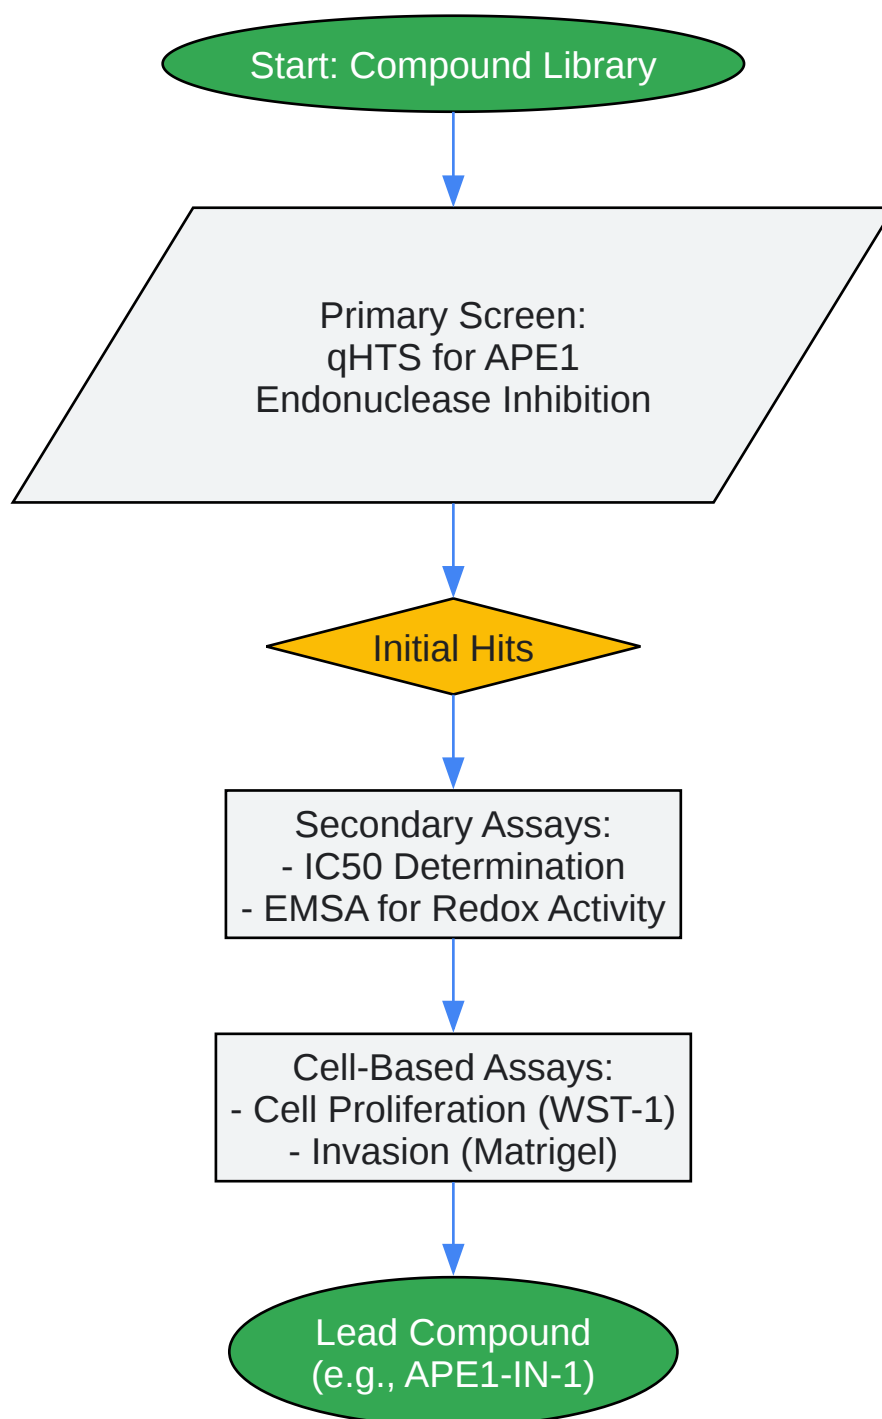 Start: Compound Library
Primary Screen:
qHTS for APE1
Endonuclease Inhibition
Initial Hits
Secondary Assays:
- IC50 Determination
- EMSA for Redox Activity
Cell-Based Assays:
- Cell Proliferation (WST-1)
- Invasion (Matrigel)
Lead Compound
(e.g., APE1-IN-1)